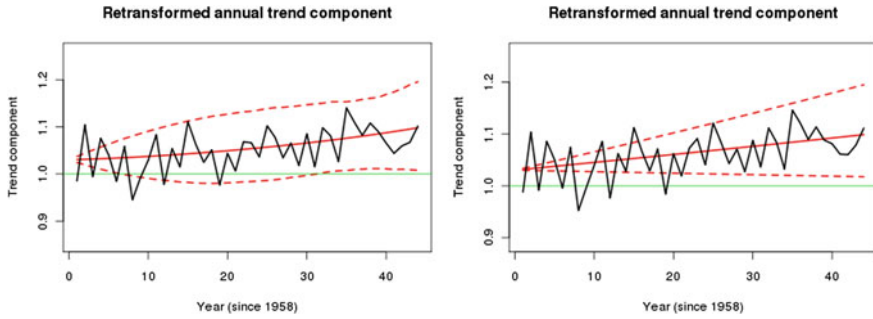 Retransformed annual trend component
Trend component
1.2
1.1
1.0
0.9
0 10 20 30 40
Year (since 1958)
Retransformed annual trend component
Trend component
1.2
1.1
1.0
0.9
0 10 20 30 40
Year (since 1958)